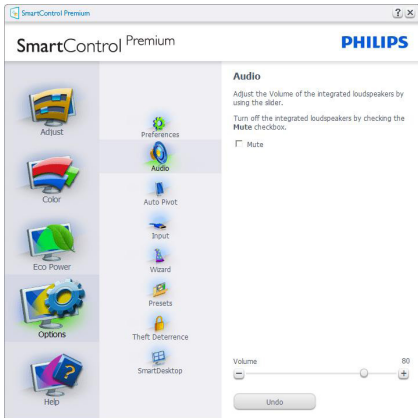 SmartControl Premium
SmartControl Premium
PHILIPS
Adjust
Color
Eco Power
Options
Help
Preferences
Audio
Auto Pivot
Input
Wizard
Presets
Theft Deterrence
SmartDesktop
Audio
Adjust the Volume of the integrated loudspeakers by
using the slider.
Turn off the integrated loudspeakers by checking the
Mute checkbox.
Mute
Volume 80
Undo